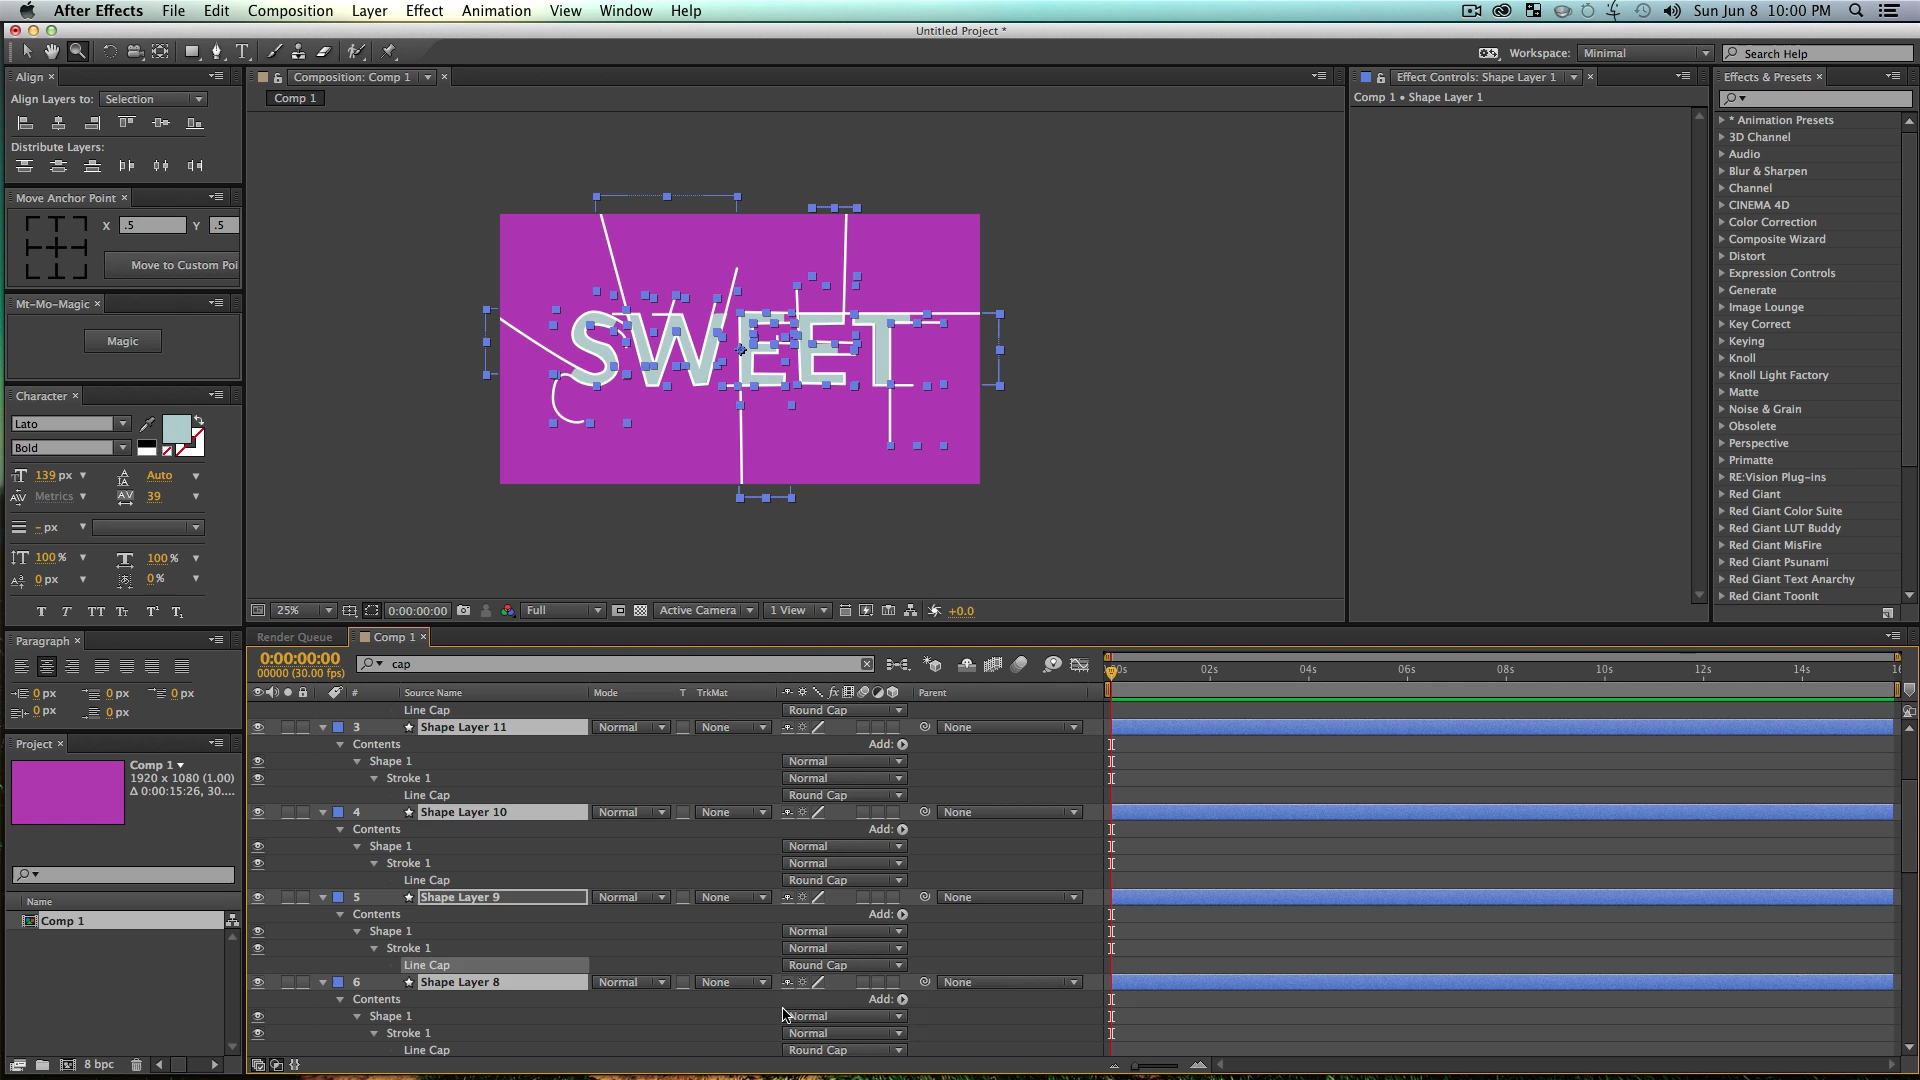 After Effects File Edit Composition Layer Effect Animation View Window Help Sun Jun 8 10:00 PM
Untitled Project *
Workspace: Minimal Search Help
Align × Composition: Comp 1 × Effect Controls: Shape Layer 1 × Effects & Presets ×
Align Layers to: Selection Comp 1 Comp 1 • Shape Layer 1
Distribute Layers:
Move Anchor Point ×
X .5 Y .5
Move to Custom Poi
Mt-Mo-Magic ×
Magic
Character ×
Lato
Bold
139 px Auto
Metrics 39
- px
100 % 100 %
0 px 0 %
T T TT Tt T¹ T₁
SWEET
* Animation Presets
3D Channel
Audio
Blur & Sharpen
Channel
CINEMA 4D
Color Correction
Composite Wizard
Distort
Expression Controls
Generate
Image Lounge
Key Correct
Keying
Knoll
Knoll Light Factory
Matte
Noise & Grain
Obsolete
Perspective
Primatte
RE:Vision Plug-ins
Red Giant
Red Giant Color Suite
Red Giant LUT Buddy
Red Giant MisFire
Red Giant Psunami
Red Giant Text Anarchy
Red Giant ToonIt
25% 0:00:00:00 Full Active Camera 1 View +0.0
Paragraph ×
0 px 0 px 0 px
0 px 0 px
Project ×
Comp 1
1920 x 1080 (1.00)
Δ 0:00:15:26, 30....
Name
Comp 1
8 bpc
Render Queue Comp 1 ×
0:00:00:00 cap
00000 (30.00 fps)
:00s 02s 04s 06s 08s 10s 12s 14s 16
# Source Name Mode T TrkMat fx Parent
Line Cap Round Cap
3 Shape Layer 11 Normal None None
Contents Add:
Shape 1 Normal
Stroke 1 Normal
Line Cap Round Cap
4 Shape Layer 10 Normal None None
Contents Add:
Shape 1 Normal
Stroke 1 Normal
Line Cap Round Cap
5 Shape Layer 9 Normal None None
Contents Add:
Shape 1 Normal
Stroke 1 Normal
Line Cap Round Cap
6 Shape Layer 8 Normal None None
Contents Add:
Shape 1 Normal
Stroke 1 Normal
Line Cap Round Cap